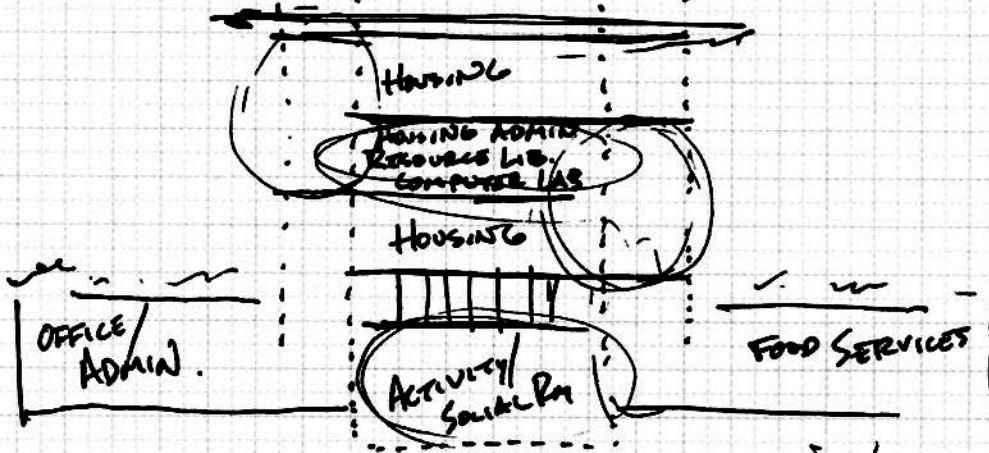 HOUSING
HOUSING ADMIN
RESOURCE LIB.
COMPUTER LAB
HOUSING
OFFICE/
ADMIN.
FOOD SERVICES
ACTIVITY/
SOCIAL RM